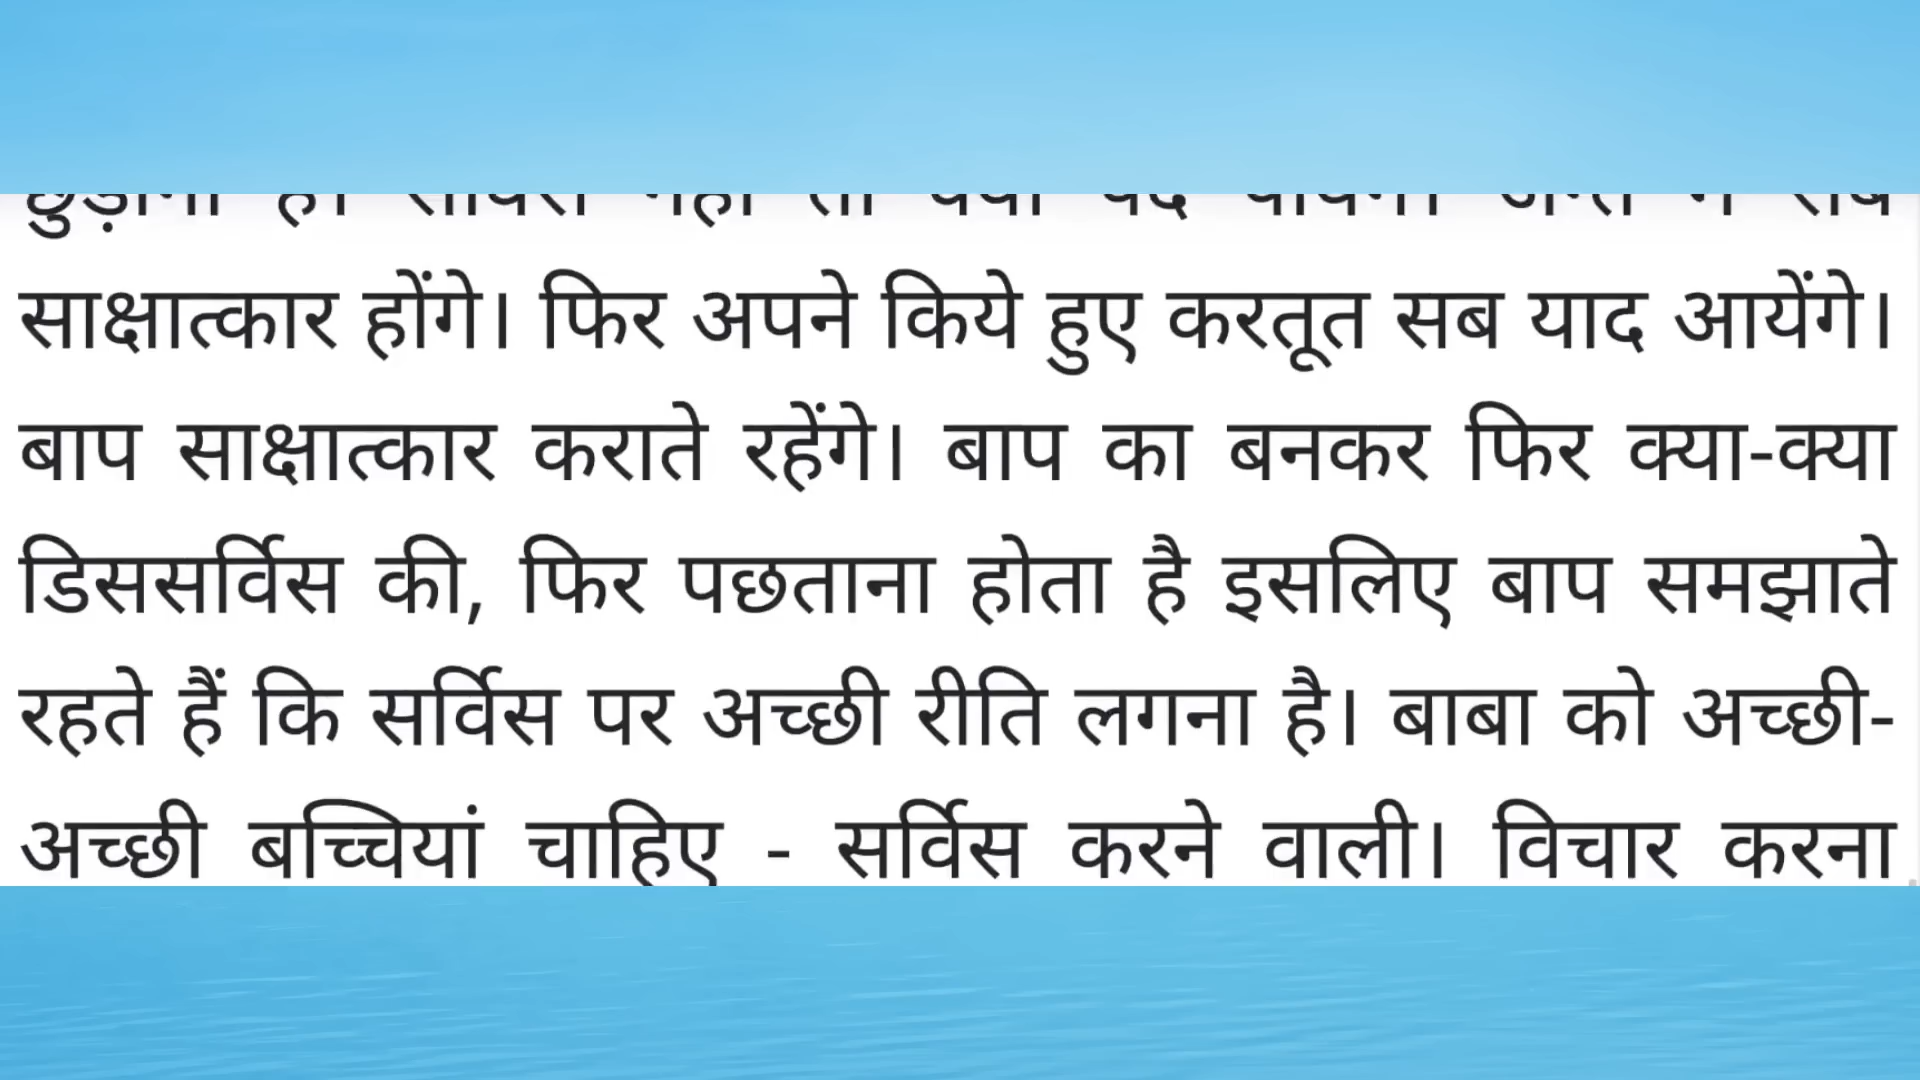 साक्षात्कार होंगे। फिर अपने किये हुए करतूत सब याद आयेंगे।
बाप साक्षात्कार कराते रहेंगे। बाप का बनकर फिर क्या-क्या
डिससर्विस की, फिर पछताना होता है इसलिए बाप समझाते
रहते हैं कि सर्विस पर अच्छी रीति लगना है। बाबा को अच्छी-
अच्छी बच्चियां चाहिए - सर्विस करने वाली। विचार करना